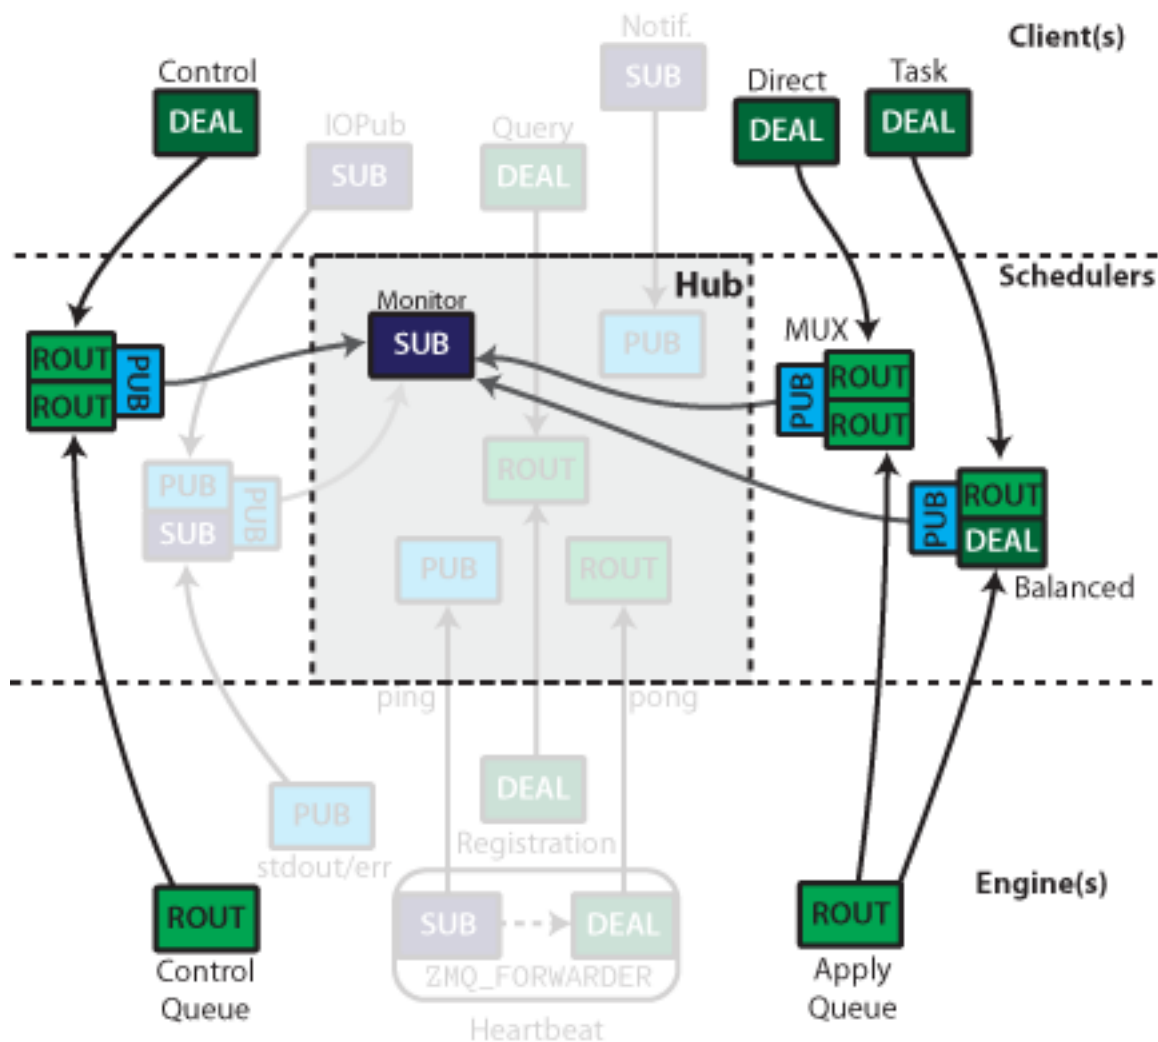 Client(s)
Notif.
SUB
Control
DEAL
Direct
DEAL
Task
DEAL
IOPub
SUB
Query
DEAL
Schedulers
Hub
Monitor
SUB
PUB
MUX
PUB
ROUT
ROUT
ROUT
ROUT
PUB
PUB
SUB
PUB
ROUT
PUB
ROUT
DEAL
Balanced
PUB
ROUT
ping
pong
DEAL
Registration
PUB
stdout/err
Engine(s)
ROUT
Control
Queue
SUB
DEAL
ZMQ_FORWARDER
Heartbeat
ROUT
Apply
Queue